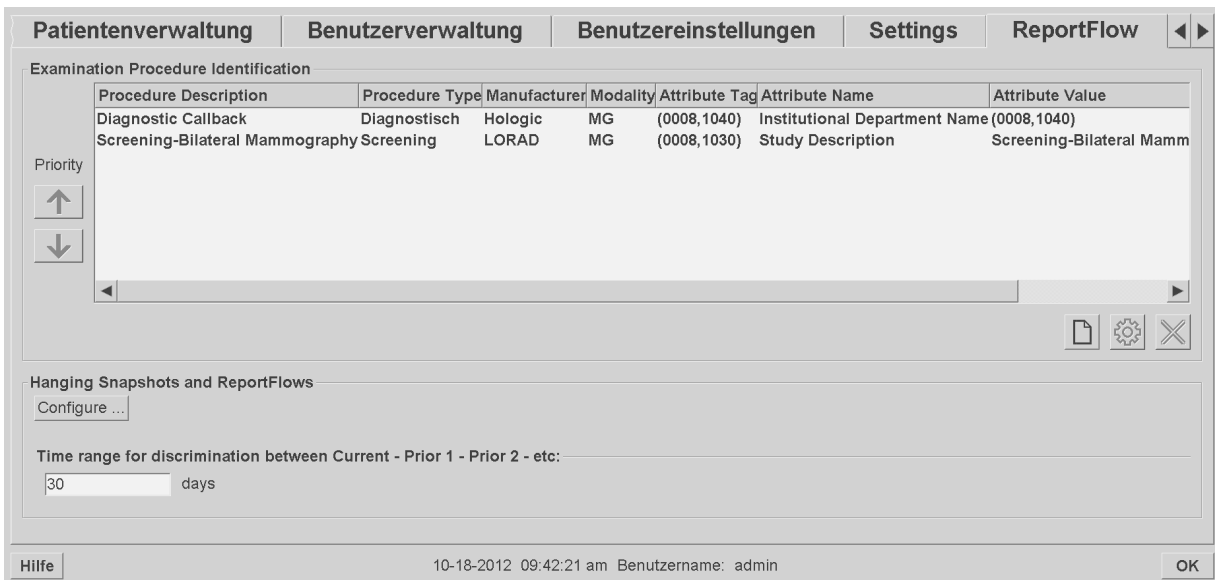 Patientenverwaltung Benutzerverwaltung Benutzereinstellungen Settings ReportFlow
Examination Procedure Identification
Procedure Description Procedure Type Manufacturer Modality Attribute Tag Attribute Name Attribute Value
Diagnostic Callback Diagnostisch Hologic MG (0008,1040) Institutional Department Name (0008,1040)
Screening-Bilateral Mammography Screening LORAD MG (0008,1030) Study Description Screening-Bilateral Mamm
Priority
Hanging Snapshots and ReportFlows
Configure ...
Time range for discrimination between Current - Prior 1 - Prior 2 - etc:
30 days
Hilfe 10-18-2012 09:42:21 am Benutzername: admin OK